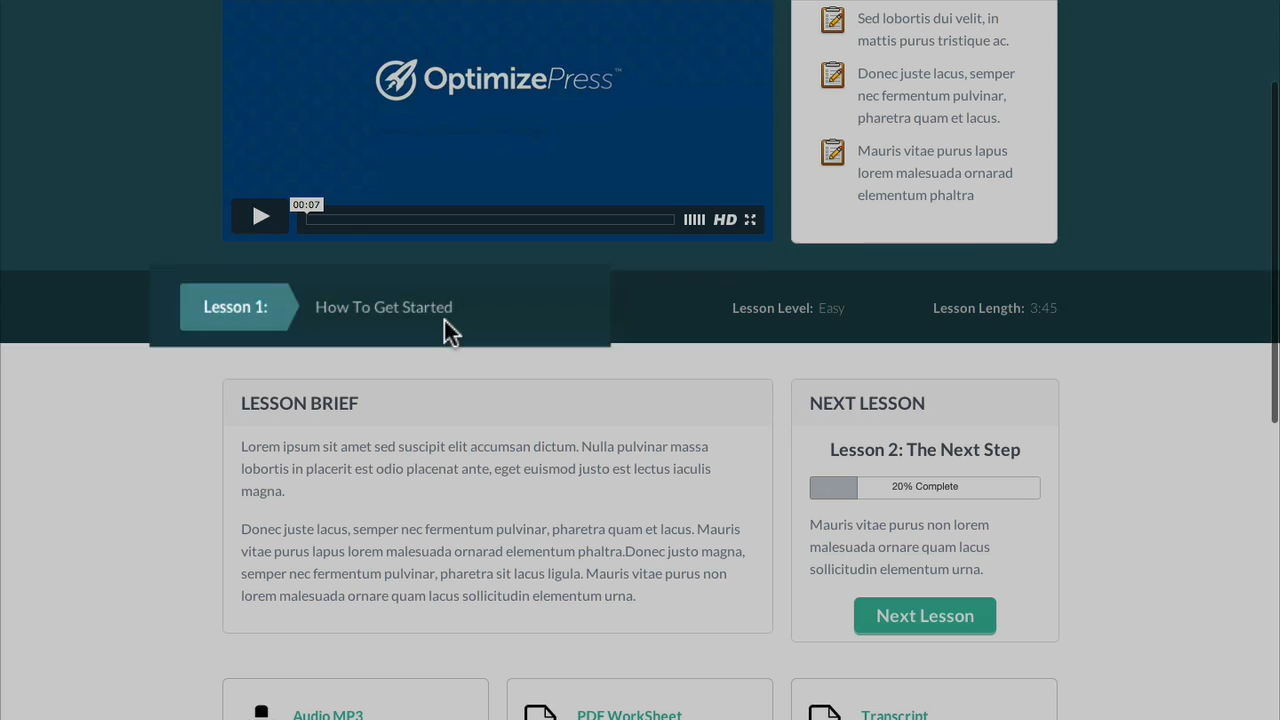 OptimizePress™
00:07
HD
Sed lobortis dui velit, in
mattis purus tristique ac.
Donec juste lacus, semper
nec fermentum pulvinar,
pharetra quam et lacus.
Mauris vitae purus lapus
lorem malesuada ornarad
elementum phaltra
Lesson 1:
How To Get Started
Lesson Level: Easy
Lesson Length: 3:45
LESSON BRIEF
Lorem ipsum sit amet sed suscipit elit accumsan dictum. Nulla pulvinar massa
lobortis in placerit est odio placenat ante, eget euismod justo est lectus iaculis
magna.
Donec juste lacus, semper nec fermentum pulvinar, pharetra quam et lacus. Mauris
vitae purus lapus lorem malesuada ornarad elementum phaltra.Donec justo magna,
semper nec fermentum pulvinar, pharetra sit lacus ligula. Mauris vitae purus non
lorem malesuada ornare quam lacus sollicitudin elementum urna.
NEXT LESSON
Lesson 2: The Next Step
20% Complete
Mauris vitae purus non lorem
malesuada ornare quam lacus
sollicitudin elementum urna.
Next Lesson
Audio MP3
PDF WorkSheet
Transcript